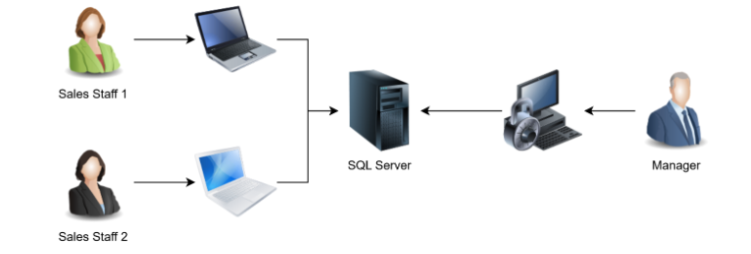 Sales Staff 1
SQL Server
Manager
Sales Staff 2